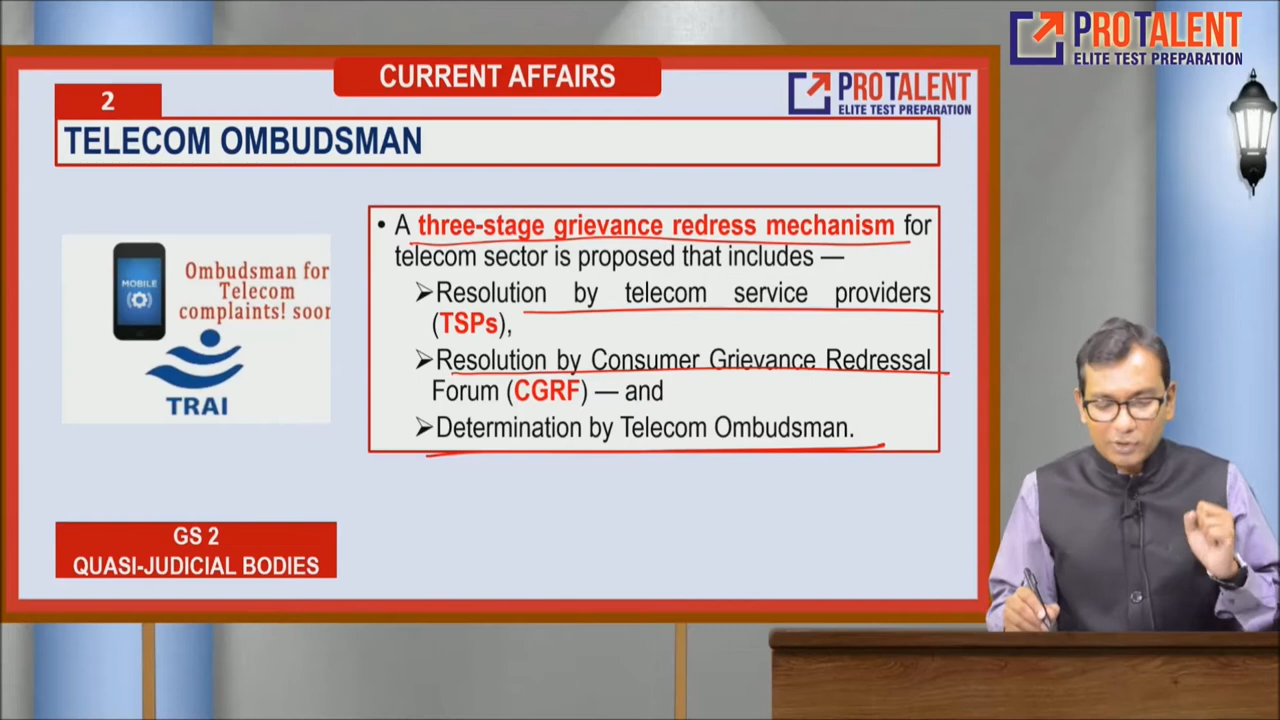 PROTALENT
ELITE TEST PREPARATION
CURRENT AFFAIRS
PROTALENT
ELITE TEST PREPARATION
2
TELECOM OMBUDSMAN
MOBILE
Ombudsman for
Telecom
complaints! soon
TRAI
• A three-stage grievance redress mechanism for
telecom sector is proposed that includes —
➢Resolution by telecom service providers
(TSPs),
➢Resolution by Consumer Grievance Redressal
Forum (CGRF) — and
➢Determination by Telecom Ombudsman.
GS 2
QUASI-JUDICIAL BODIES